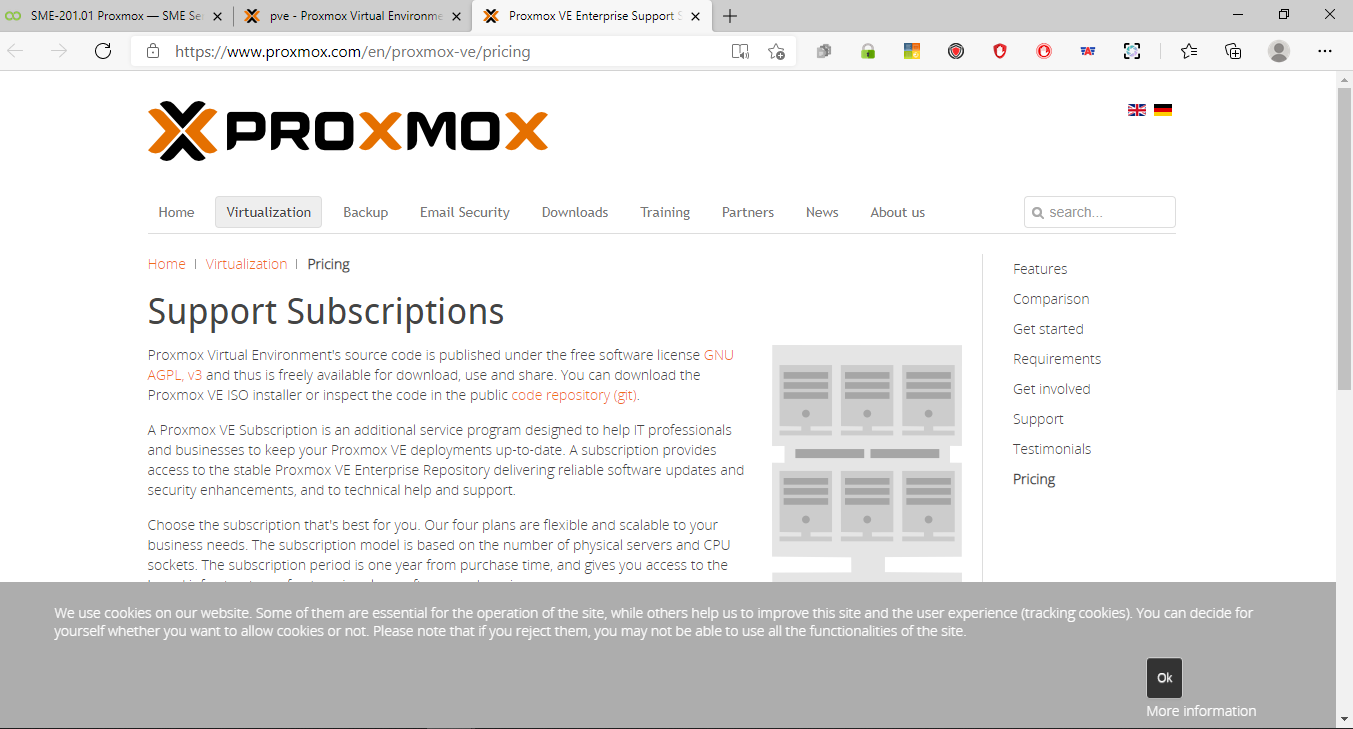 SME-201.01 Proxmox — SME Se
pve - Proxmox Virtual Environme
Proxmox VE Enterprise Support S
https://www.proxmox.com/en/proxmox-ve/pricing
PROXMOX
Home Virtualization Backup Email Security Downloads Training Partners News About us search...
Home | Virtualization | Pricing
Support Subscriptions
Proxmox Virtual Environment's source code is published under the free software license GNU
AGPL, v3 and thus is freely available for download, use and share. You can download the
Proxmox VE ISO installer or inspect the code in the public code repository (git).
A Proxmox VE Subscription is an additional service program designed to help IT professionals
and businesses to keep your Proxmox VE deployments up-to-date. A subscription provides
access to the stable Proxmox VE Enterprise Repository delivering reliable software updates and
security enhancements, and to technical help and support.
Choose the subscription that's best for you. Our four plans are flexible and scalable to your
business needs. The subscription model is based on the number of physical servers and CPU
sockets. The subscription period is one year from purchase time, and gives you access to the
Features
Comparison
Get started
Requirements
Get involved
Support
Testimonials
Pricing
We use cookies on our website. Some of them are essential for the operation of the site, while others help us to improve this site and the user experience (tracking cookies). You can decide for
yourself whether you want to allow cookies or not. Please note that if you reject them, you may not be able to use all the functionalities of the site.
Ok
More information